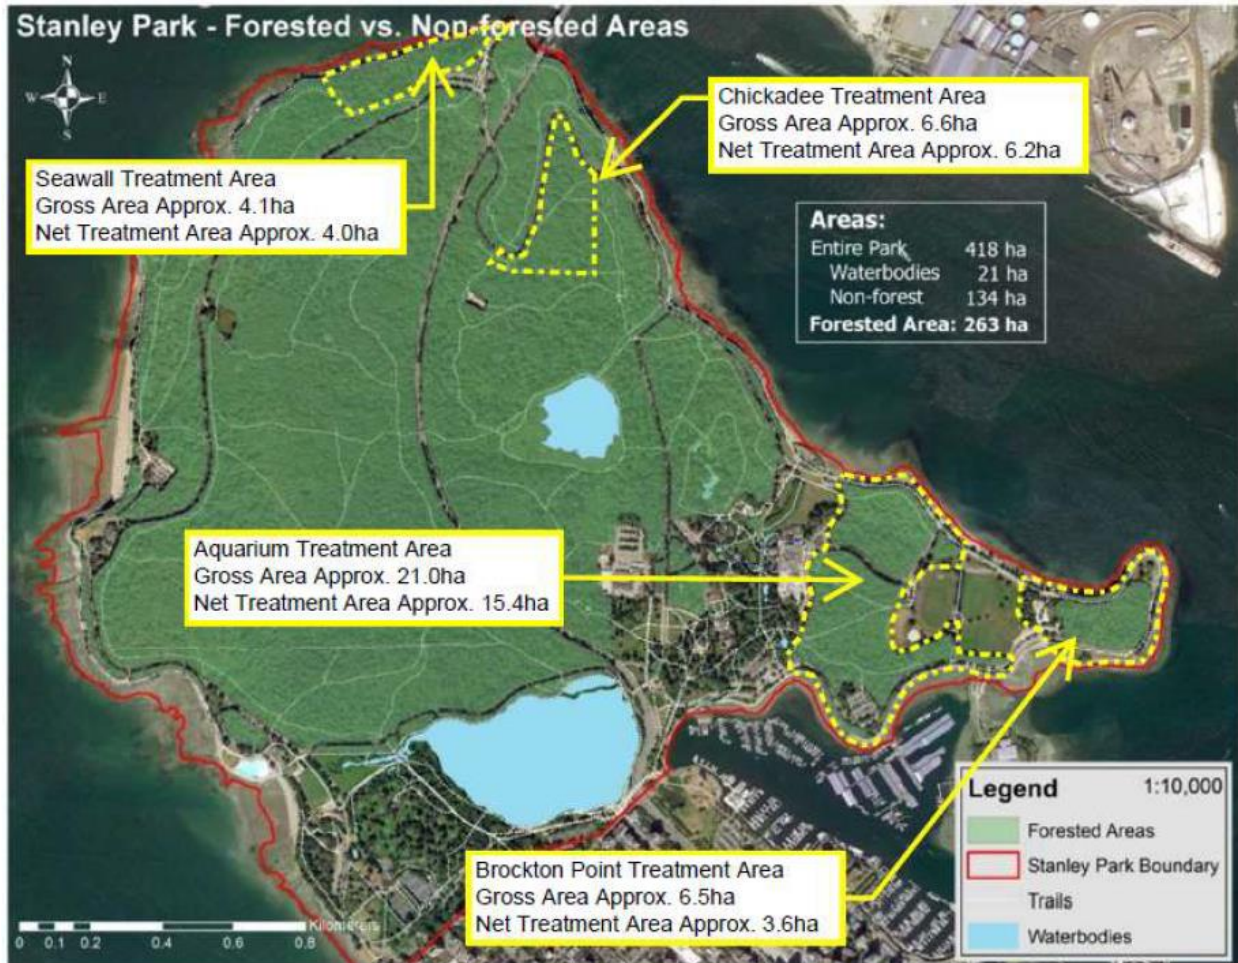 Stanley Park - Forested vs. Non-forested Areas
N
W E
S
Chickadee Treatment Area
Gross Area Approx. 6.6ha
Net Treatment Area Approx. 6.2ha
Seawall Treatment Area
Gross Area Approx. 4.1ha
Net Treatment Area Approx. 4.0ha
Areas:
Entire Park 418 ha
Waterbodies 21 ha
Non-forest 134 ha
Forested Area: 263 ha
Aquarium Treatment Area
Gross Area Approx. 21.0ha
Net Treatment Area Approx. 15.4ha
Brockton Point Treatment Area
Gross Area Approx. 6.5ha
Net Treatment Area Approx. 3.6ha
Legend 1:10,000
Forested Areas
Stanley Park Boundary
Trails
Waterbodies
Kilometers
0 0.1 0.2 0.4 0.6 0.8